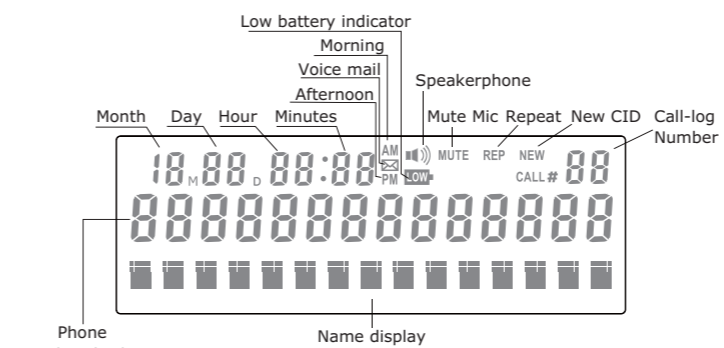 Low battery indicator
Morning
Voice mail
Speakerphone
Afternoon
Month Day Hour Minutes Mute Mic Repeat New CID Call-log
Number
AM MUTE REP NEW
18 M 88 D 88:88 PM LOW CALL # 88
888888888888888
Phone
Name display